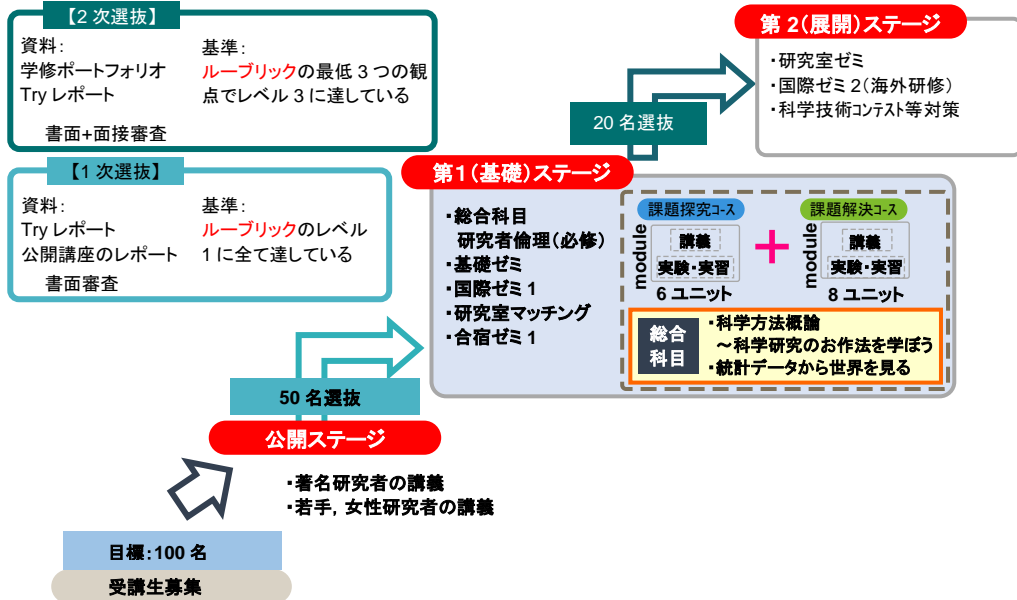 【2 次選抜】
資料:
学修ポートフォリオ
Try レポート
書面+面接審査
基準:
ルーブリックの最低 3 つの観
点でレベル 3 に達している
【1 次選抜】
資料:
Try レポート
公開講座のレポート
書面審査
基準:
ルーブリックのレベル
1 に全て達している
第 2(展開)ステージ
・研究室ゼミ
・国際ゼミ 2(海外研修)
・科学技術コンテスト等対策
20 名選抜
第1(基礎)ステージ
・総合科目
研究者倫理(必修)
・基礎ゼミ
・国際ゼミ 1
・研究室マッチング
・合宿ゼミ 1
課題探究コース
module
講義
実験・実習
6 ユニット
+
課題解決コース
module
講義
実験・実習
8 ユニット
総合
科目
・科学方法概論
～科学研究のお作法を学ぼう
・統計データから世界を見る
50 名選抜
公開ステージ
・著名研究者の講義
・若手, 女性研究者の講義
目標:100 名
受講生募集